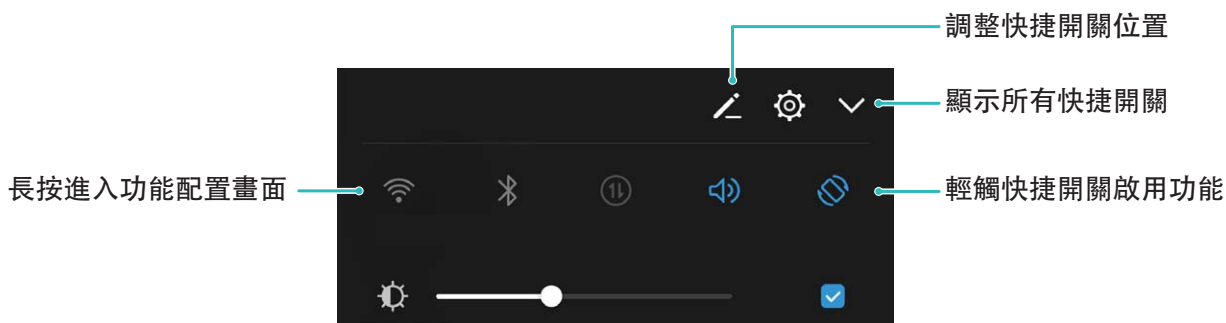 調整快捷開關位置
顯示所有快捷開關
長按進入功能配置畫面
輕觸快捷開關啟用功能